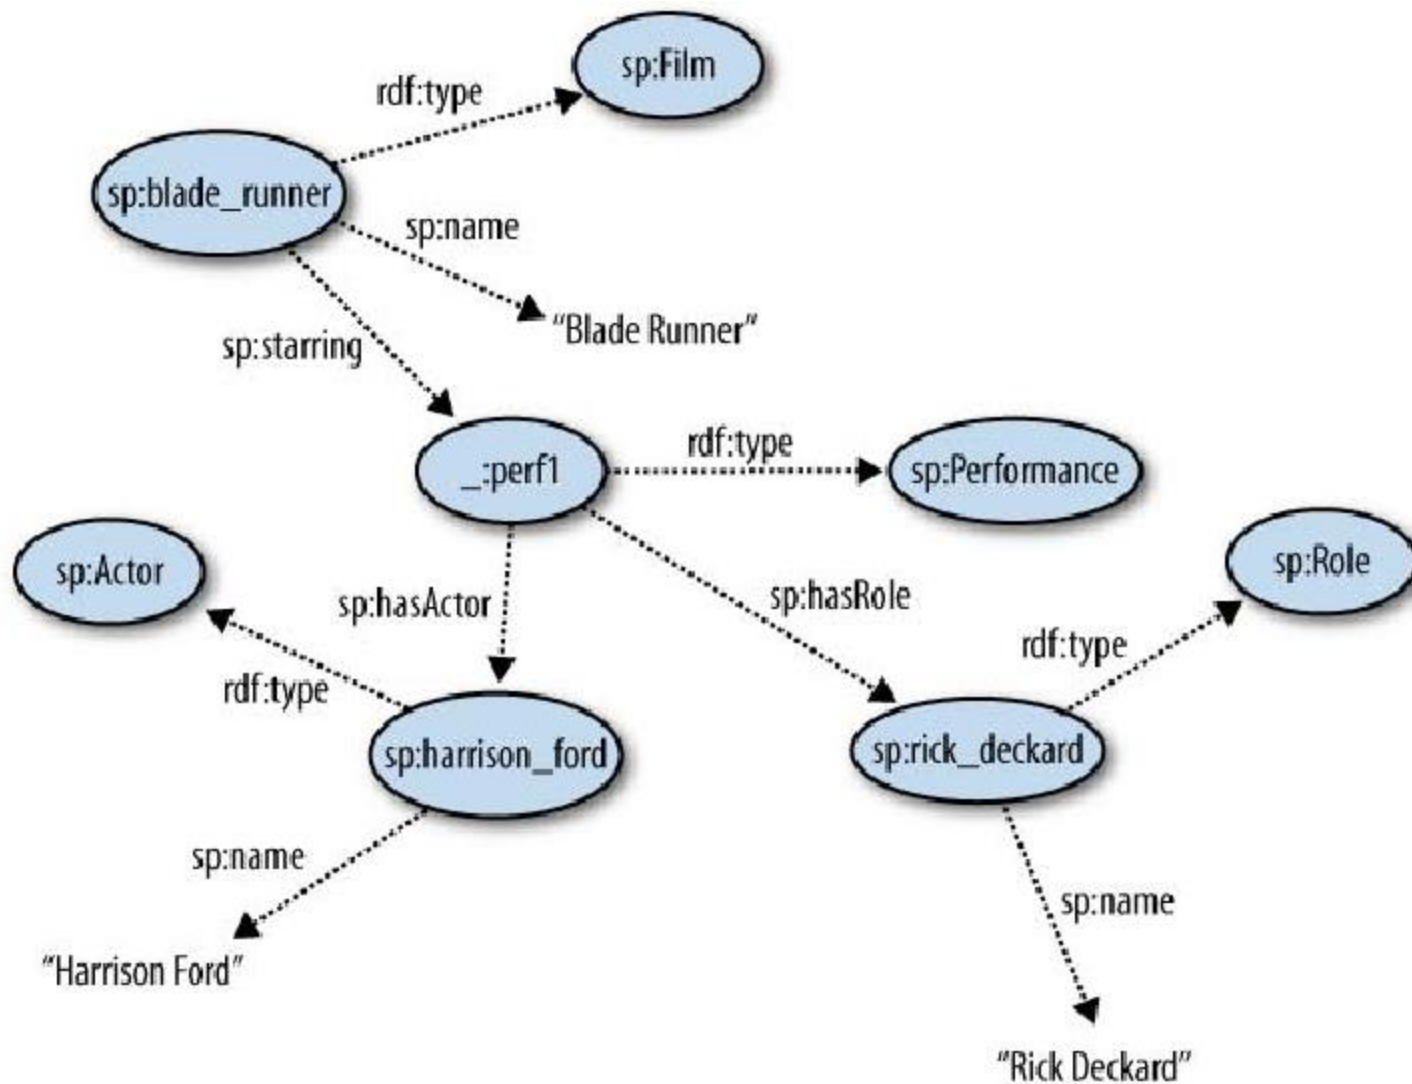 sp:Film
rdf:type
sp:blade_runner
sp:name
“Blade Runner”
sp:starring
_:perf1
rdf:type
sp:Performance
sp:Actor
sp:hasActor
sp:hasRole
sp:Role
rdf:type
rdf:type
sp:harrison_ford
sp:rick_deckard
sp:name
sp:name
“Harrison Ford”
“Rick Deckard”